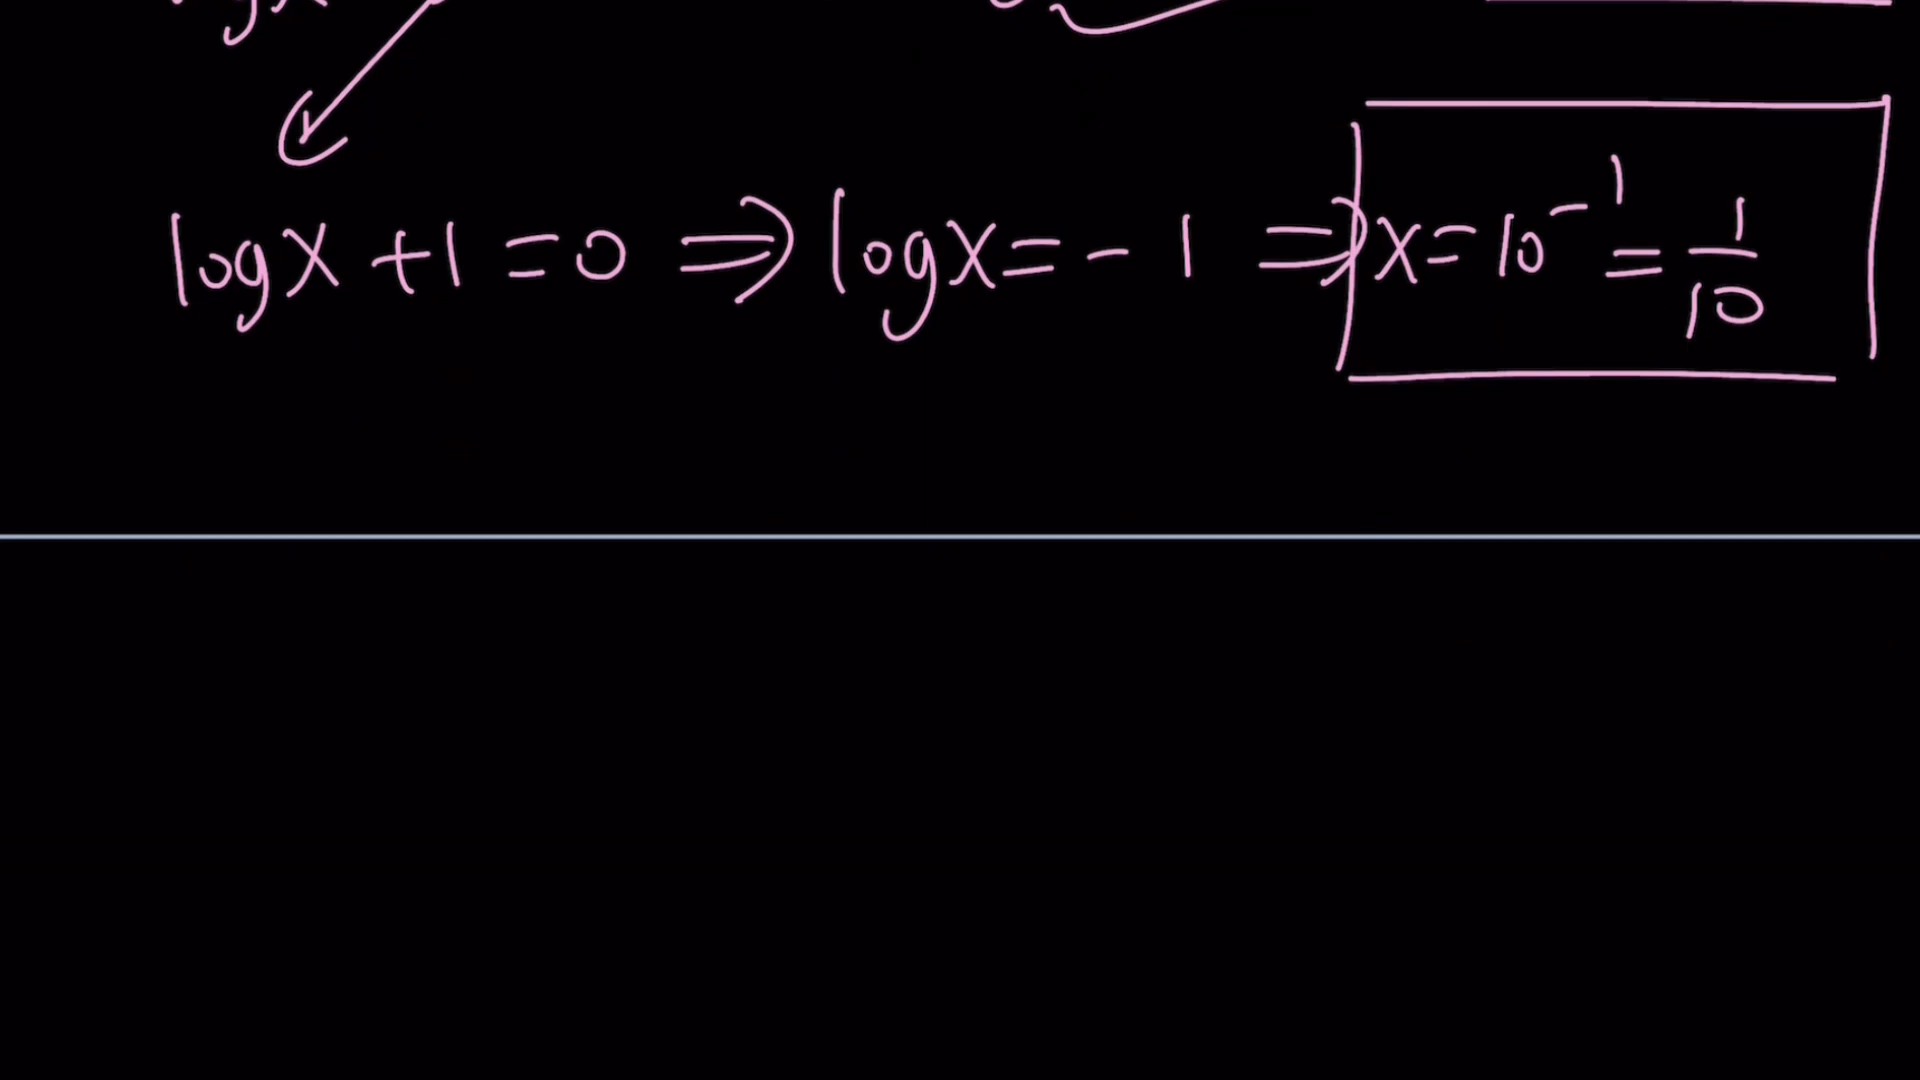 log x + 1 = 0 ⇒ log x = - 1 ⇒ x = 10⁻¹ = 1/10